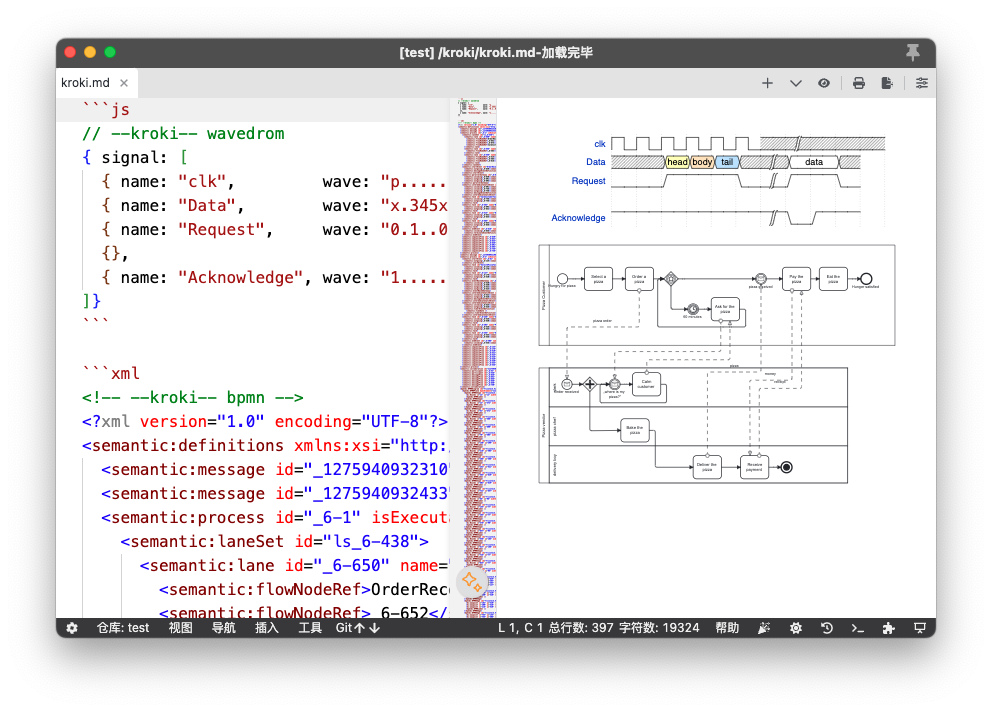 [test] /kroki/kroki.md-加载完毕
kroki.md ×
```js
// --kroki-- wavedrom
{ signal: [
{ name: "clk", wave: "p.....
{ name: "Data", wave: "x.345x
{ name: "Request", wave: "0.1..0
{},
{ name: "Acknowledge", wave: "1.....
]}
```
```xml
<!-- --kroki-- bpmn -->
<?xml version="1.0" encoding="UTF-8"?>
<semantic:definitions xmlns:xsi="http:
<semantic:message id="_1275940932310"
<semantic:message id="_1275940932433"
<semantic:process id="_6-1" isExecut
<semantic:laneSet id="ls_6-438">
<semantic:lane id="_6-650" name="
<semantic:flowNodeRef>OrderRec
<semantic:flowNodeRef>_6-652</
clk
Data head body tail data
Request
Acknowledge
Pizza Customer
Hungry for pizza
Select a pizza
Order a pizza
pizza received
Pay the pizza
Eat the pizza
Hunger satisfied
60 minutes
Ask for the pizza
pizza order
pizza
money
receipt
Pizza vendor
clerk
Order received
"where is my pizza?"
Calm customer
pizza chef
Bake the pizza
delivery boy
Deliver the pizza
Receive payment
仓库: test 视图 导航 插入 工具 Git↑↓ L 1, C 1 总行数: 397 字符数: 19324 帮助